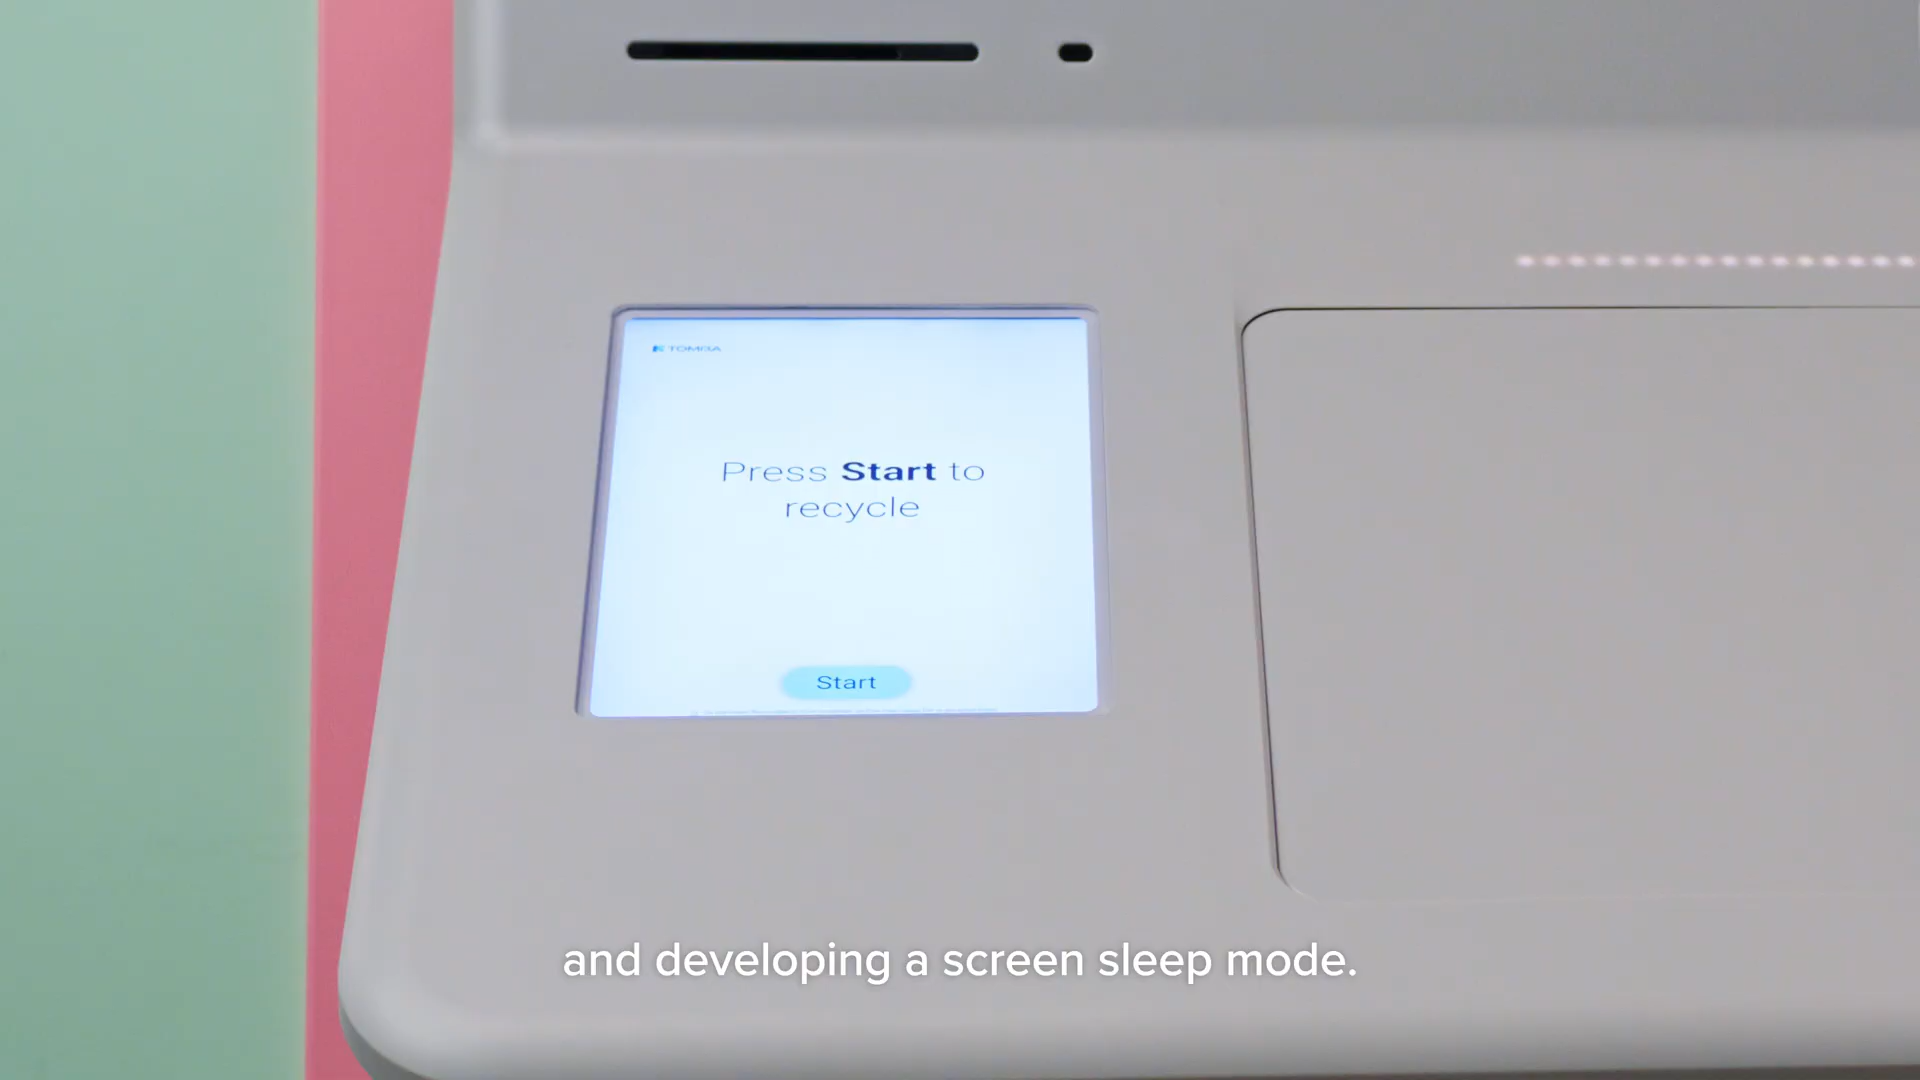 TOMRA
Press Start to
recycle
Start
and developing a screen sleep mode.